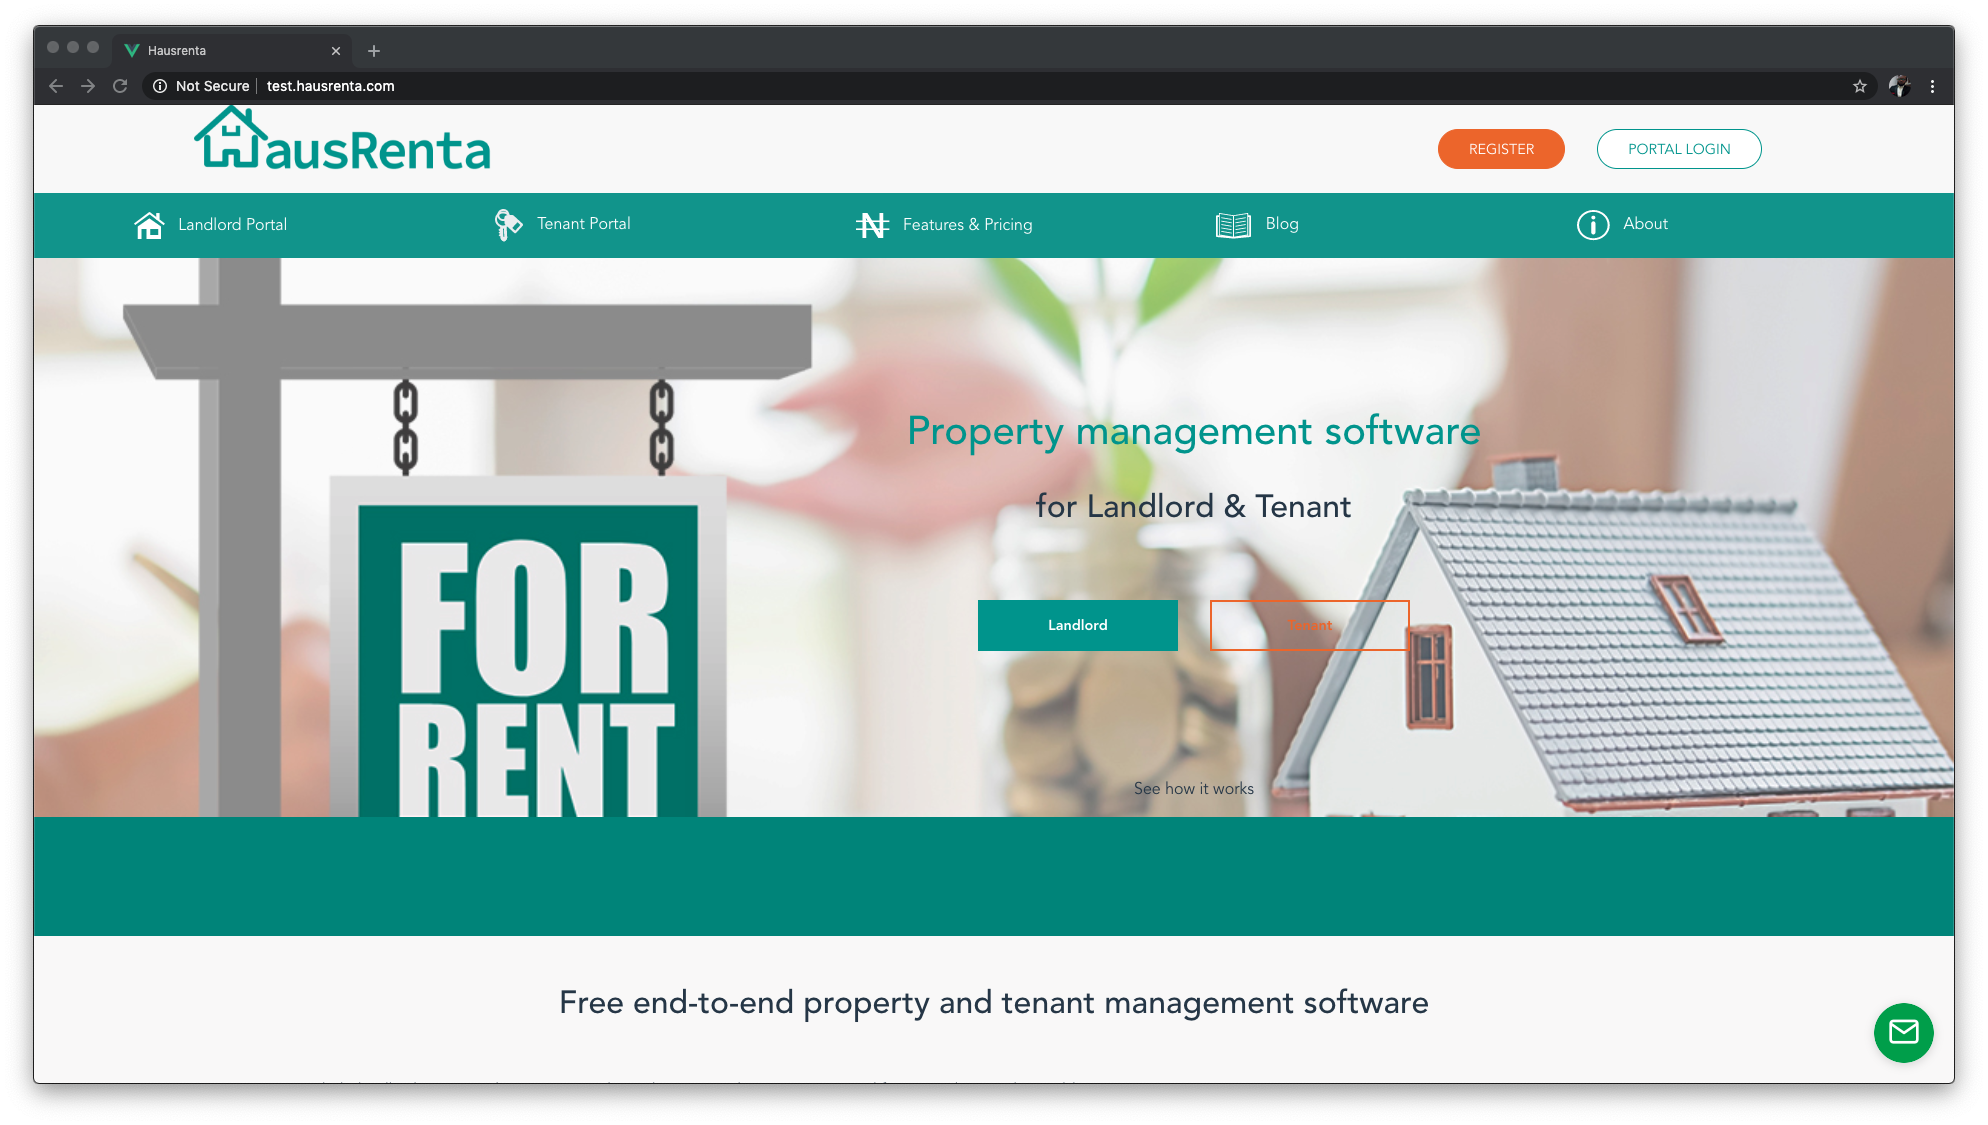 Hausrenta
Not Secure | test.hausrenta.com
HausRenta
REGISTER
PORTAL LOGIN
Landlord Portal
Tenant Portal
Features & Pricing
Blog
About
FOR
RENT
Property management software
for Landlord & Tenant
Landlord
Tenant
See how it works
Free end-to-end property and tenant management software